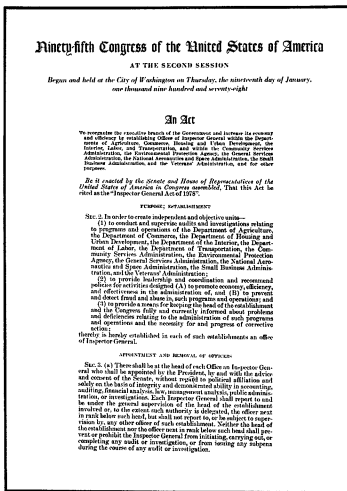 Ninety-fifth Congress of the United States of America
AT THE SECOND SESSION
Begun and held at the City of Washington on Thursday, the nineteenth day of January,
one thousand nine hundred and seventy-eight
An Act
To reorganize the executive branch of the Government and increase its economy
and efficiency by establishing Offices of Inspector General within the Depart-
ments of Agriculture, Commerce, Housing and Urban Development, the
Interior, Labor, and Transportation, and within the Community Services
Administration, the Environmental Protection Agency, the General Services
Administration, the National Aeronautics and Space Administration, the Small
Business Administration, and the Veterans' Administration, and for other
purposes.
Be it enacted by the Senate and House of Representatives of the
United States of America in Congress assembled, That this Act be
cited as the "Inspector General Act of 1978".
PURPOSE; ESTABLISHMENT
SEC. 2. In order to create independent and objective units—
(1) to conduct and supervise audits and investigations relating
to programs and operations of the Department of Agriculture,
the Department of Commerce, the Department of Housing and
Urban Development, the Department of the Interior, the Depart-
ment of Labor, the Department of Transportation, the Com-
munity Services Administration, the Environmental Protection
Agency, the General Services Administration, the National Aero-
nautics and Space Administration, the Small Business Adminis-
tration, and the Veterans' Administration;
(2) to provide leadership and coordination and recommend
policies for activities designed (A) to promote economy, efficiency,
and effectiveness in the administration of, and (B) to prevent
and detect fraud and abuse in, such programs and operations; and
(3) to provide a means for keeping the head of the establishment
and the Congress fully and currently informed about problems
and deficiencies relating to the administration of such programs
and operations and the necessity for and progress of corrective
action;
thereby is hereby established in each of such establishments an office
of Inspector General.
APPOINTMENT AND REMOVAL OF OFFICERS
SEC. 3. (a) There shall be at the head of each Office an Inspector Gen-
eral who shall be appointed by the President, by and with the advice
and consent of the Senate, without regard to political affiliation and
solely on the basis of integrity and demonstrated ability in accounting,
auditing, financial analysis, law, management analysis, public adminis-
tration, or investigations. Each Inspector General shall report to and
be under the general supervision of the head of the establishment
involved or, to the extent such authority is delegated, the officer next
in rank below such head, but shall not report to, or be subject to super-
vision by, any other officer of such establishment. Neither the head of
the establishment nor the officer next in rank below such head shall pre-
vent or prohibit the Inspector General from initiating, carrying out, or
completing any audit or investigation, or from issuing any subpena
during the course of any audit or investigation.